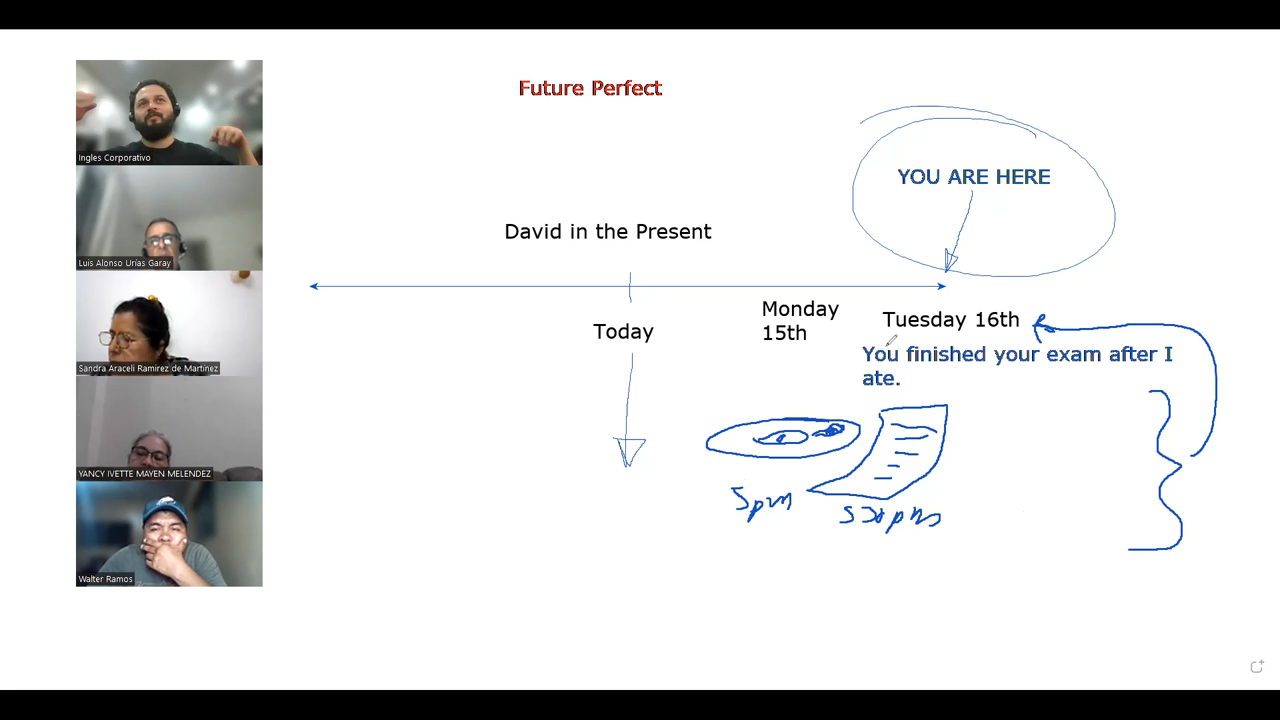 Future Perfect
Ingles Corporativo
YOU ARE HERE
David in the Present
Luis Alonso Urías Garay
Monday
15th
Tuesday 16th
Today
You finished your exam after I
ate.
Sandra Araceli Ramirez de Martínez
YANCY IVETTE MAYEN MELENDEZ
5pm
Walter Ramos